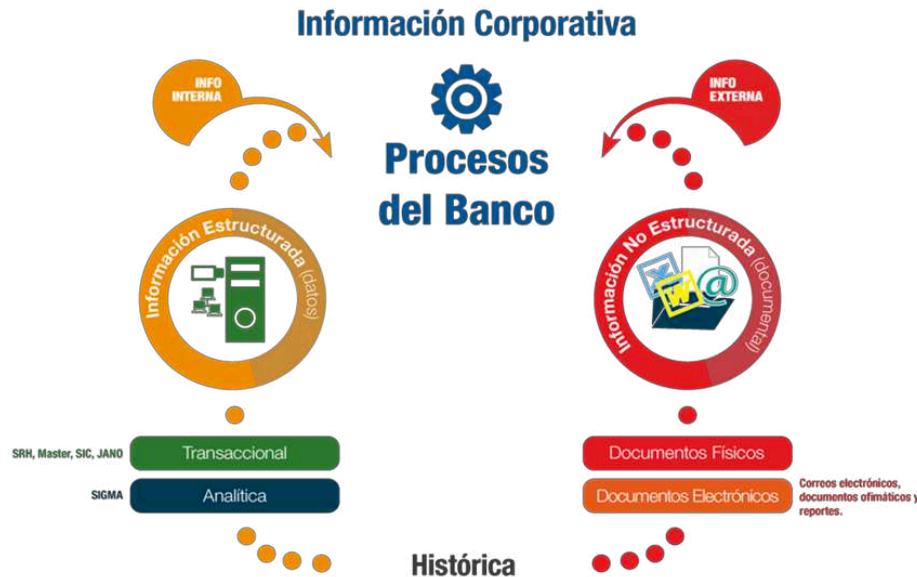 Información Corporativa
INFO
INTERNA
INFO
EXTERNA
Procesos
del Banco
Información Estructurada (datos)
Información No Estructurada (documental)
X
W
@
SRH, Master, SIC, JANO
Transaccional
Documentos Físicos
SIGMA
Analítica
Documentos Electrónicos
Correos electrónicos,
documentos ofimáticos y
reportes.
Histórica